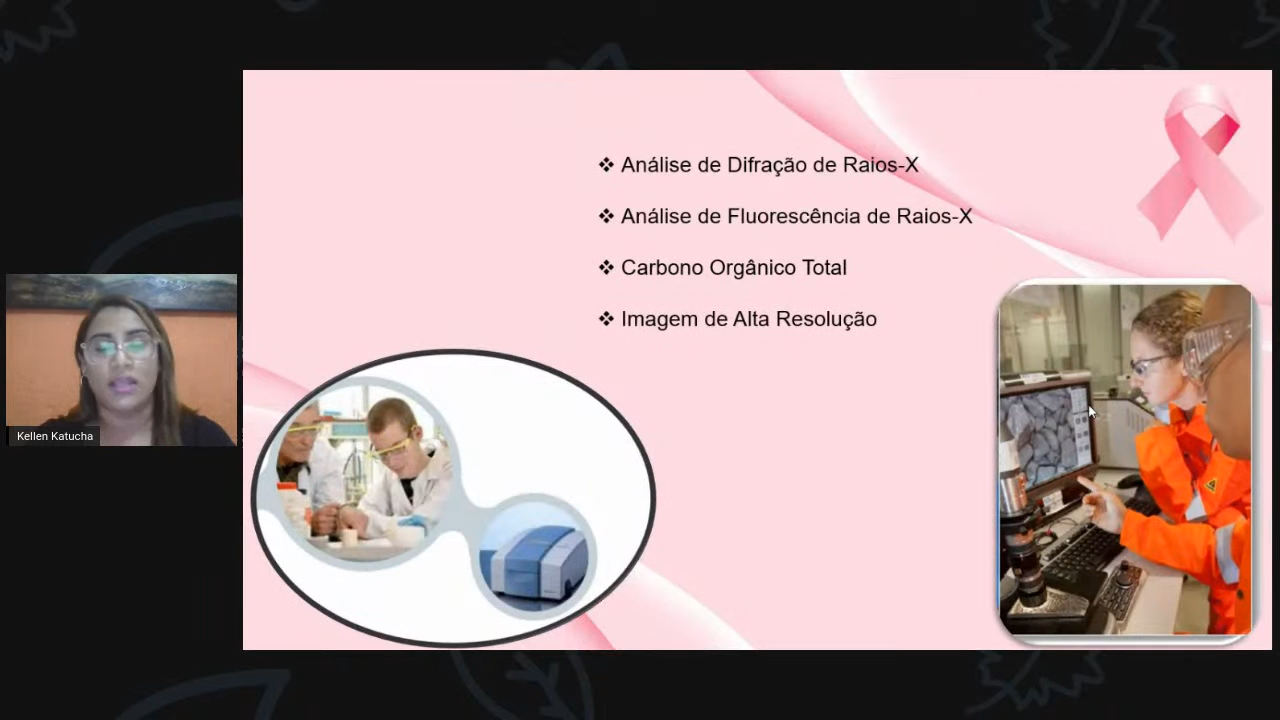 ❖ Análise de Difração de Raios-X
❖ Análise de Fluorescência de Raios-X
❖ Carbono Orgânico Total
❖ Imagem de Alta Resolução
Kellen Katucha